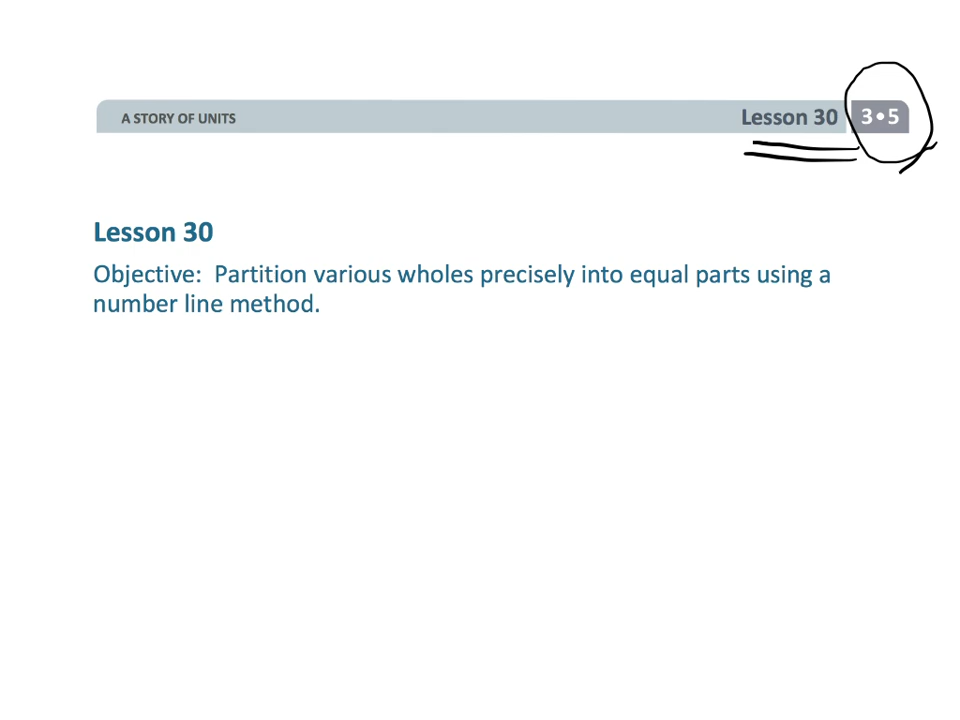 A STORY OF UNITS
Lesson 30 3•5
Lesson 30
Objective: Partition various wholes precisely into equal parts using a
number line method.